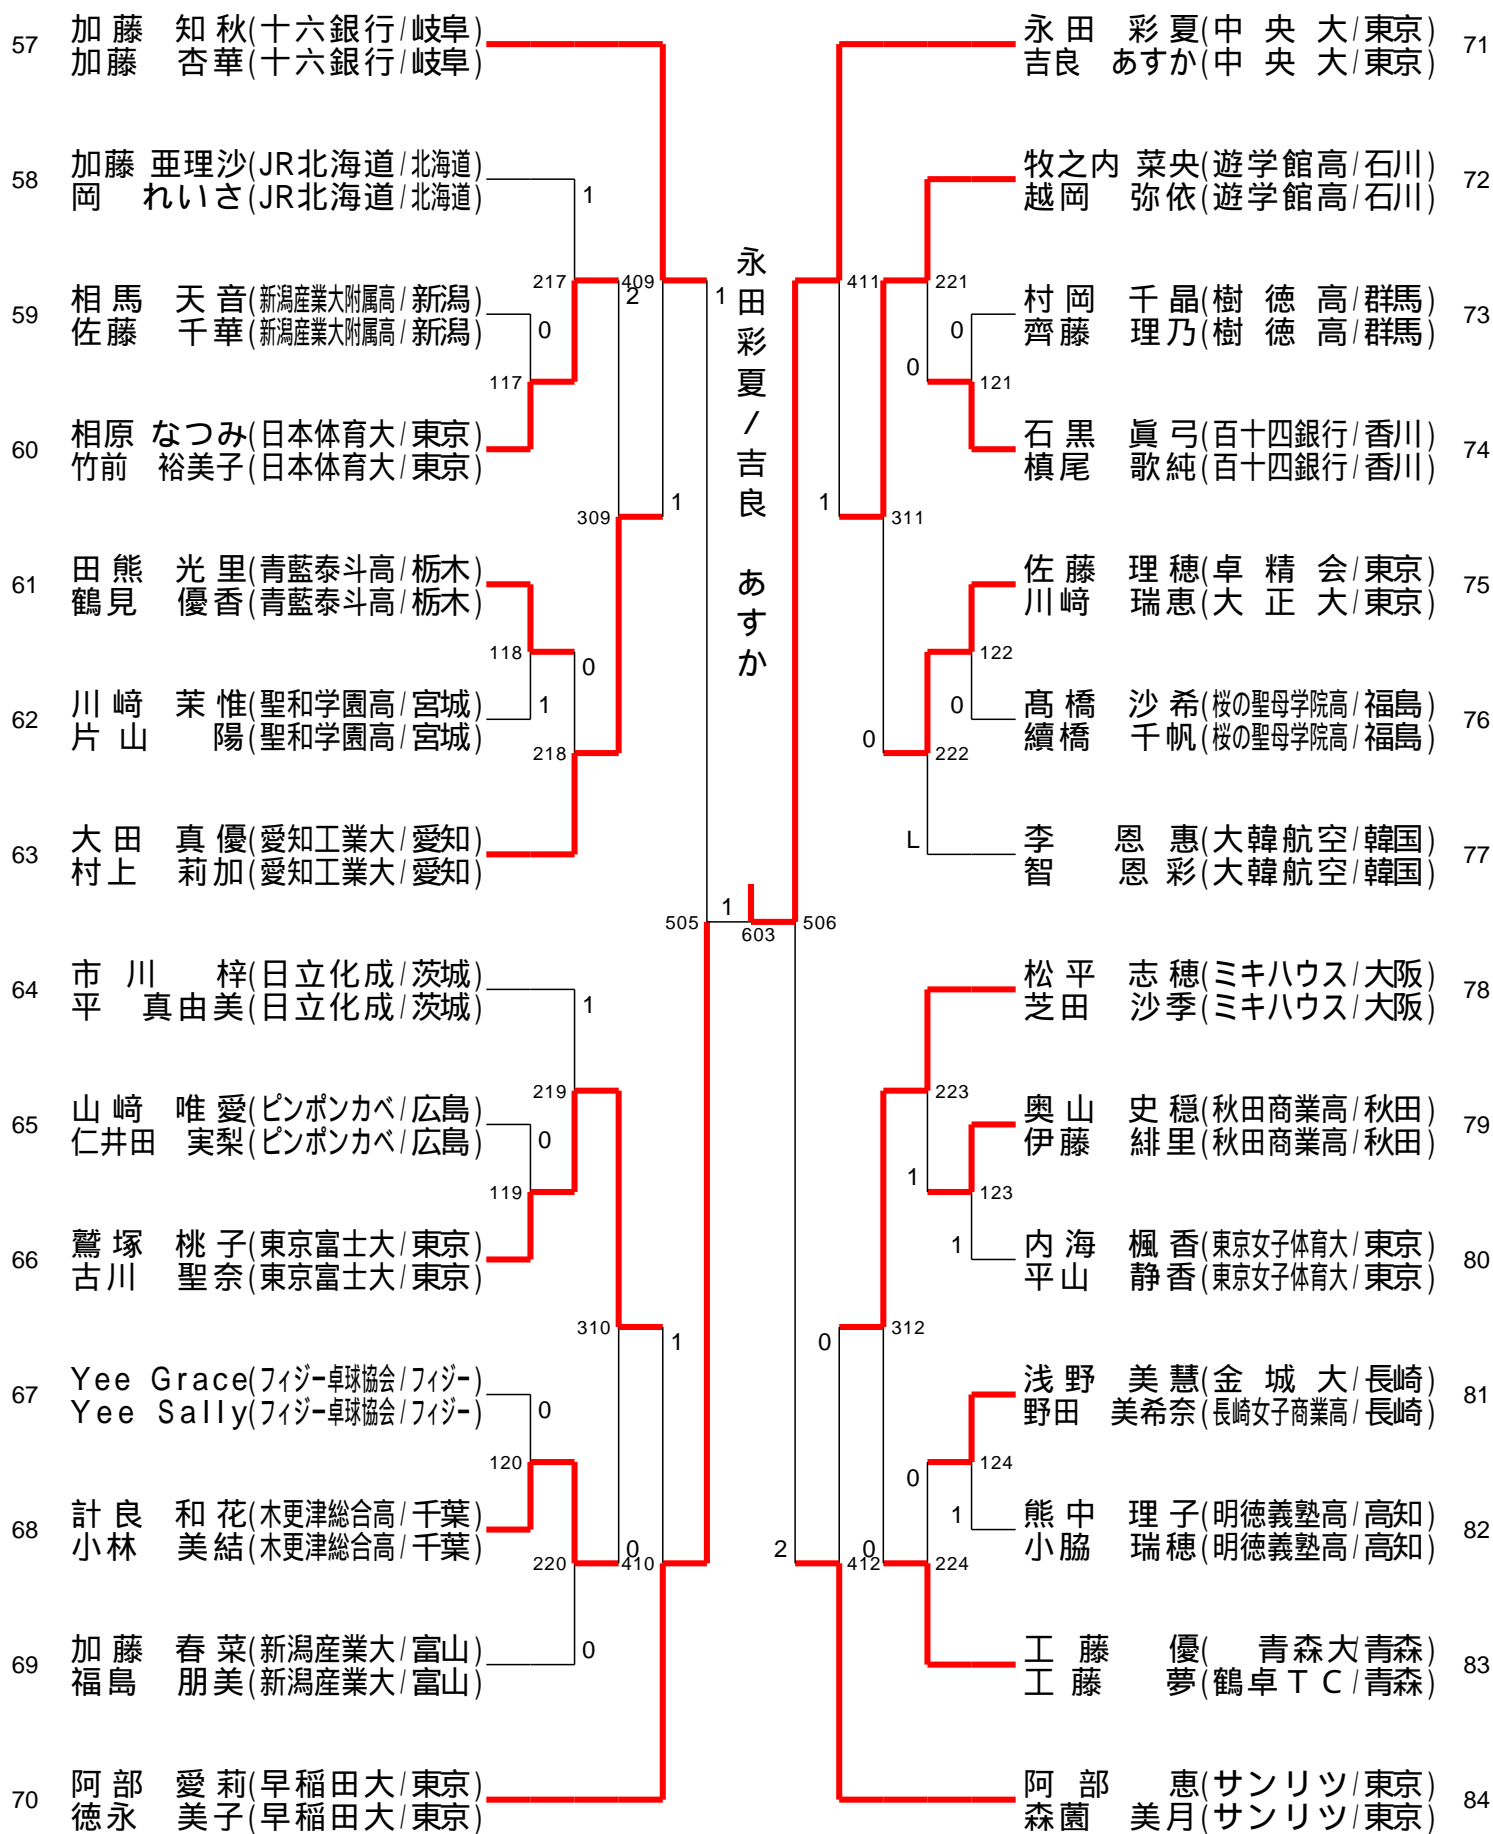 57 加藤 知秋(十六銀行/岐阜)
加藤 杏華(十六銀行/岐阜)
58 加藤 亜理沙(JR北海道/北海道)
岡 れいさ(JR北海道/北海道)
1
217
409
2
1
59 相馬 天音(新潟産業大附属高/新潟)
佐藤 千華(新潟産業大附属高/新潟)
0
117
60 相原 なつみ(日本体育大/東京)
竹前 裕美子(日本体育大/東京)
309
1
61 田熊 光里(青藍泰斗高/栃木)
鶴見 優香(青藍泰斗高/栃木)
118
0
62 川﨑 茉惟(聖和学園高/宮城)
片山 陽(聖和学園高/宮城)
1
218
63 大田 真優(愛知工業大/愛知)
村上 莉加(愛知工業大/愛知)
505
1
603
506
64 市川 梓(日立化成/茨城)
平 真由美(日立化成/茨城)
1
219
65 山﨑 唯愛(ピンポンカベ/広島)
仁井田 実梨(ピンポンカベ/広島)
0
119
66 鷲塚 桃子(東京富士大/東京)
古川 聖奈(東京富士大/東京)
310
1
67 Yee Grace(フィジー卓球協会/フィジー)
Yee Sally(フィジー卓球協会/フィジー)
0
120
68 計良 和花(木更津総合高/千葉)
小林 美結(木更津総合高/千葉)
0
220
410
69 加藤 春菜(新潟産業大/富山)
福島 朋美(新潟産業大/富山)
0
70 阿部 愛莉(早稲田大/東京)
徳永 美子(早稲田大/東京)
永田彩夏/吉良 あすか
永田 彩夏(中央大/東京) 71
吉良 あすか(中央大/東京)
牧之内 菜央(遊学館高/石川) 72
越岡 弥依(遊学館高/石川)
411
221
村岡 千晶(樹徳高/群馬) 73
齊藤 理乃(樹徳高/群馬)
0
0
121
石黒 眞弓(百十四銀行/香川) 74
槙尾 歌純(百十四銀行/香川)
1
311
佐藤 理穂(卓精会/東京) 75
川﨑 瑞恵(大正大/東京)
122
髙橋 沙希(桜の聖母学院高/福島) 76
續橋 千帆(桜の聖母学院高/福島)
0
0
222
李 恩惠(大韓航空/韓国) 77
智 恩彩(大韓航空/韓国)
L
松平 志穂(ミキハウス/大阪) 78
芝田 沙季(ミキハウス/大阪)
223
奥山 史穏(秋田商業高/秋田) 79
伊藤 緋里(秋田商業高/秋田)
1
123
内海 楓香(東京女子体育大/東京) 80
平山 静香(東京女子体育大/東京)
1
0
312
浅野 美慧(金城大/長崎) 81
野田 美希奈(長崎女子商業高/長崎)
0
124
熊中 理子(明徳義塾高/高知) 82
小脇 瑞穂(明徳義塾高/高知)
1
2
412
0
224
工藤 優( 青森大/青森) 83
工藤 夢(鶴卓TC/青森)
阿部 恵(サンリツ/東京) 84
森薗 美月(サンリツ/東京)